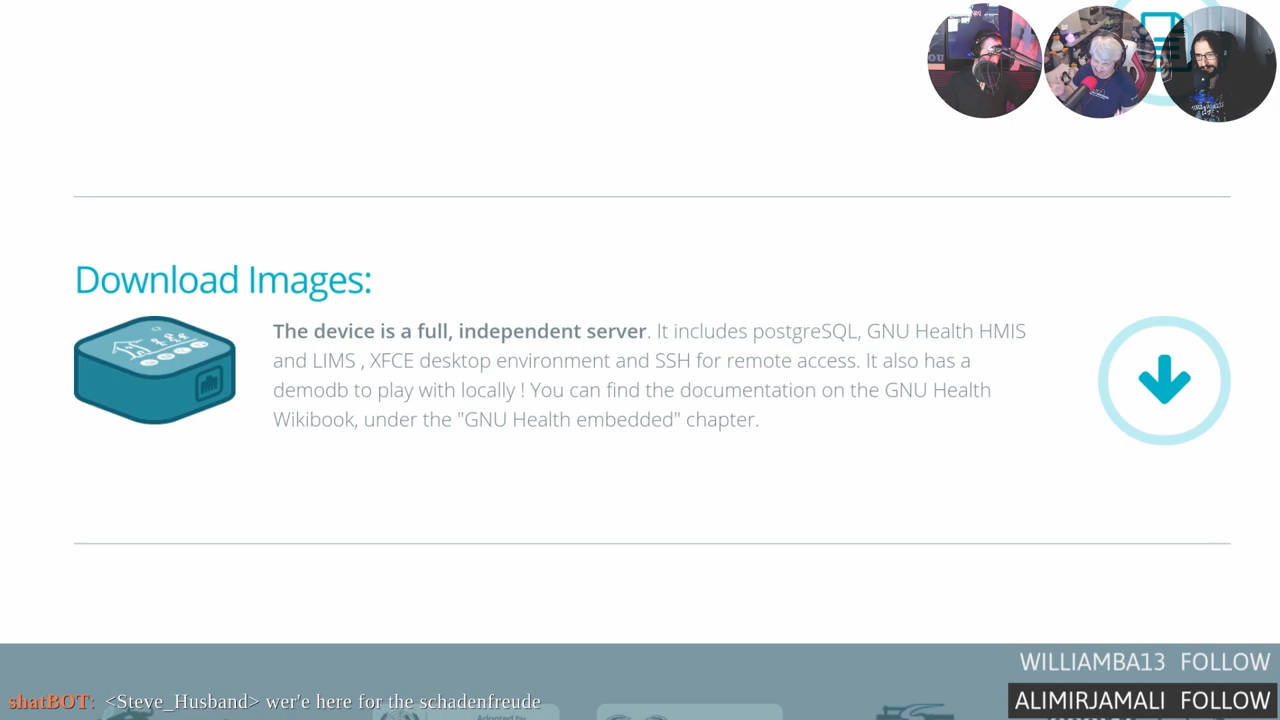 Download Images:
The device is a full, independent server. It includes postgreSQL, GNU Health HMIS
and LIMS , XFCE desktop environment and SSH for remote access. It also has a
demodb to play with locally ! You can find the documentation on the GNU Health
Wikibook, under the "GNU Health embedded" chapter.
WILLIAMBA13 FOLLOW
ALIMIRJAMALI FOLLOW
shatBOT: <Steve_Husband> wer'e here for the schadenfreude
Adopted by